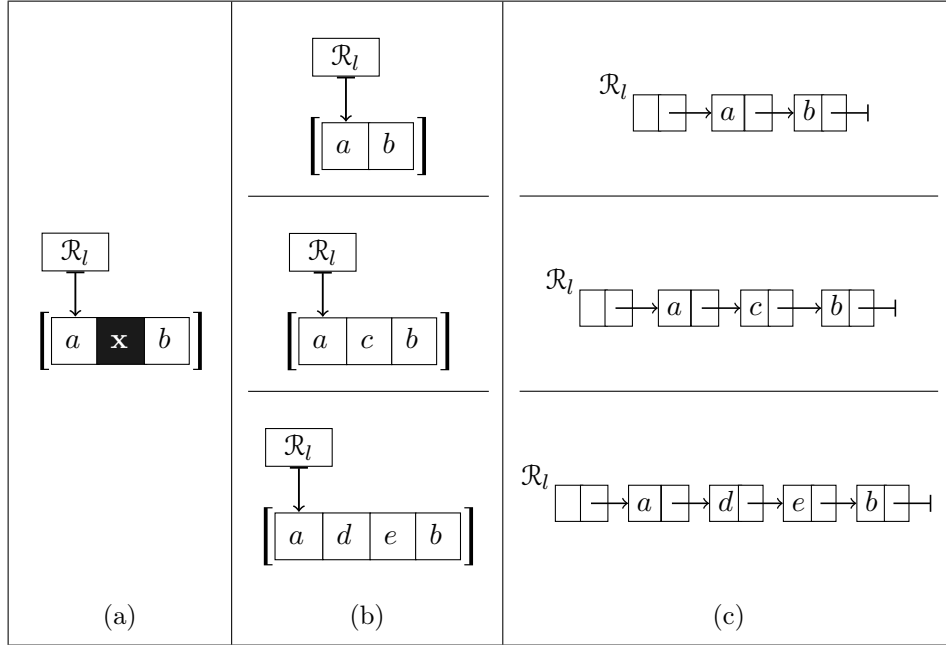 ℛₗ
[ a x b ]
(a)
ℛₗ
[ a b ]
ℛₗ
[ a c b ]
ℛₗ
[ a d e b ]
(b)
ℛₗ
a b
ℛₗ
a c b
ℛₗ
a d e b
(c)